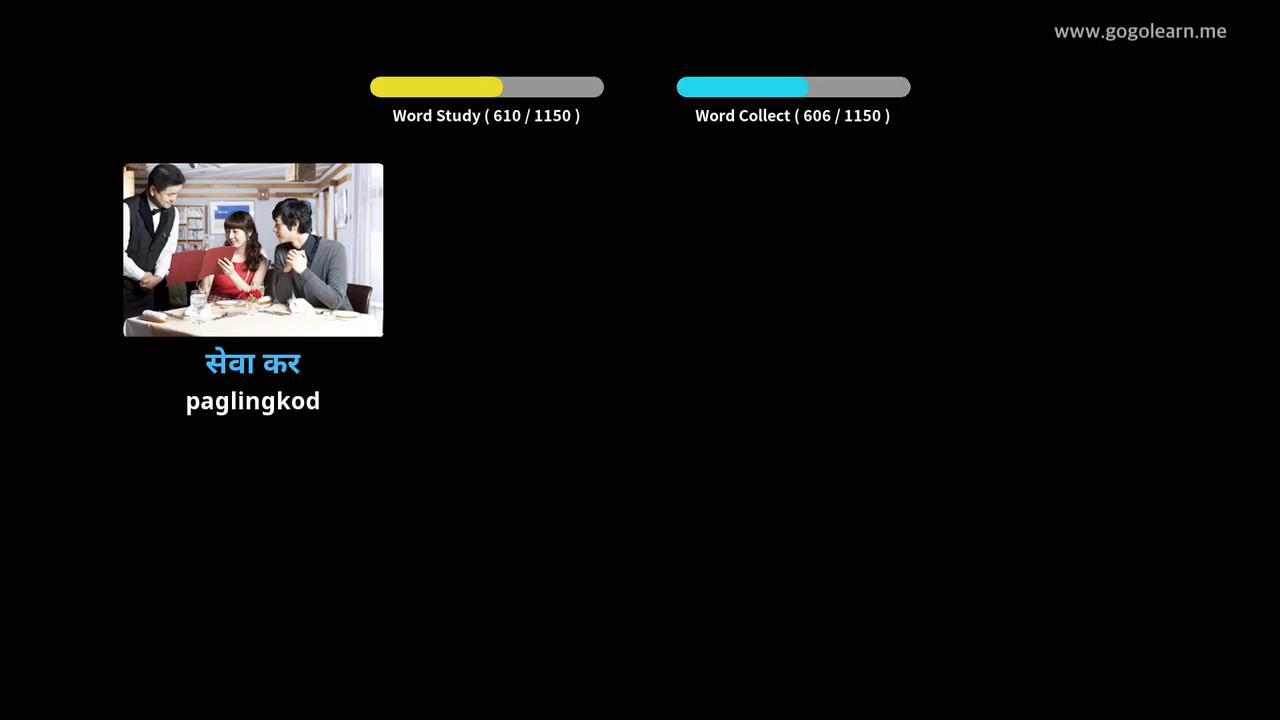 www.gogolearn.me
Word Study ( 610 / 1150 )
Word Collect ( 606 / 1150 )
सेवा कर
paglingkod